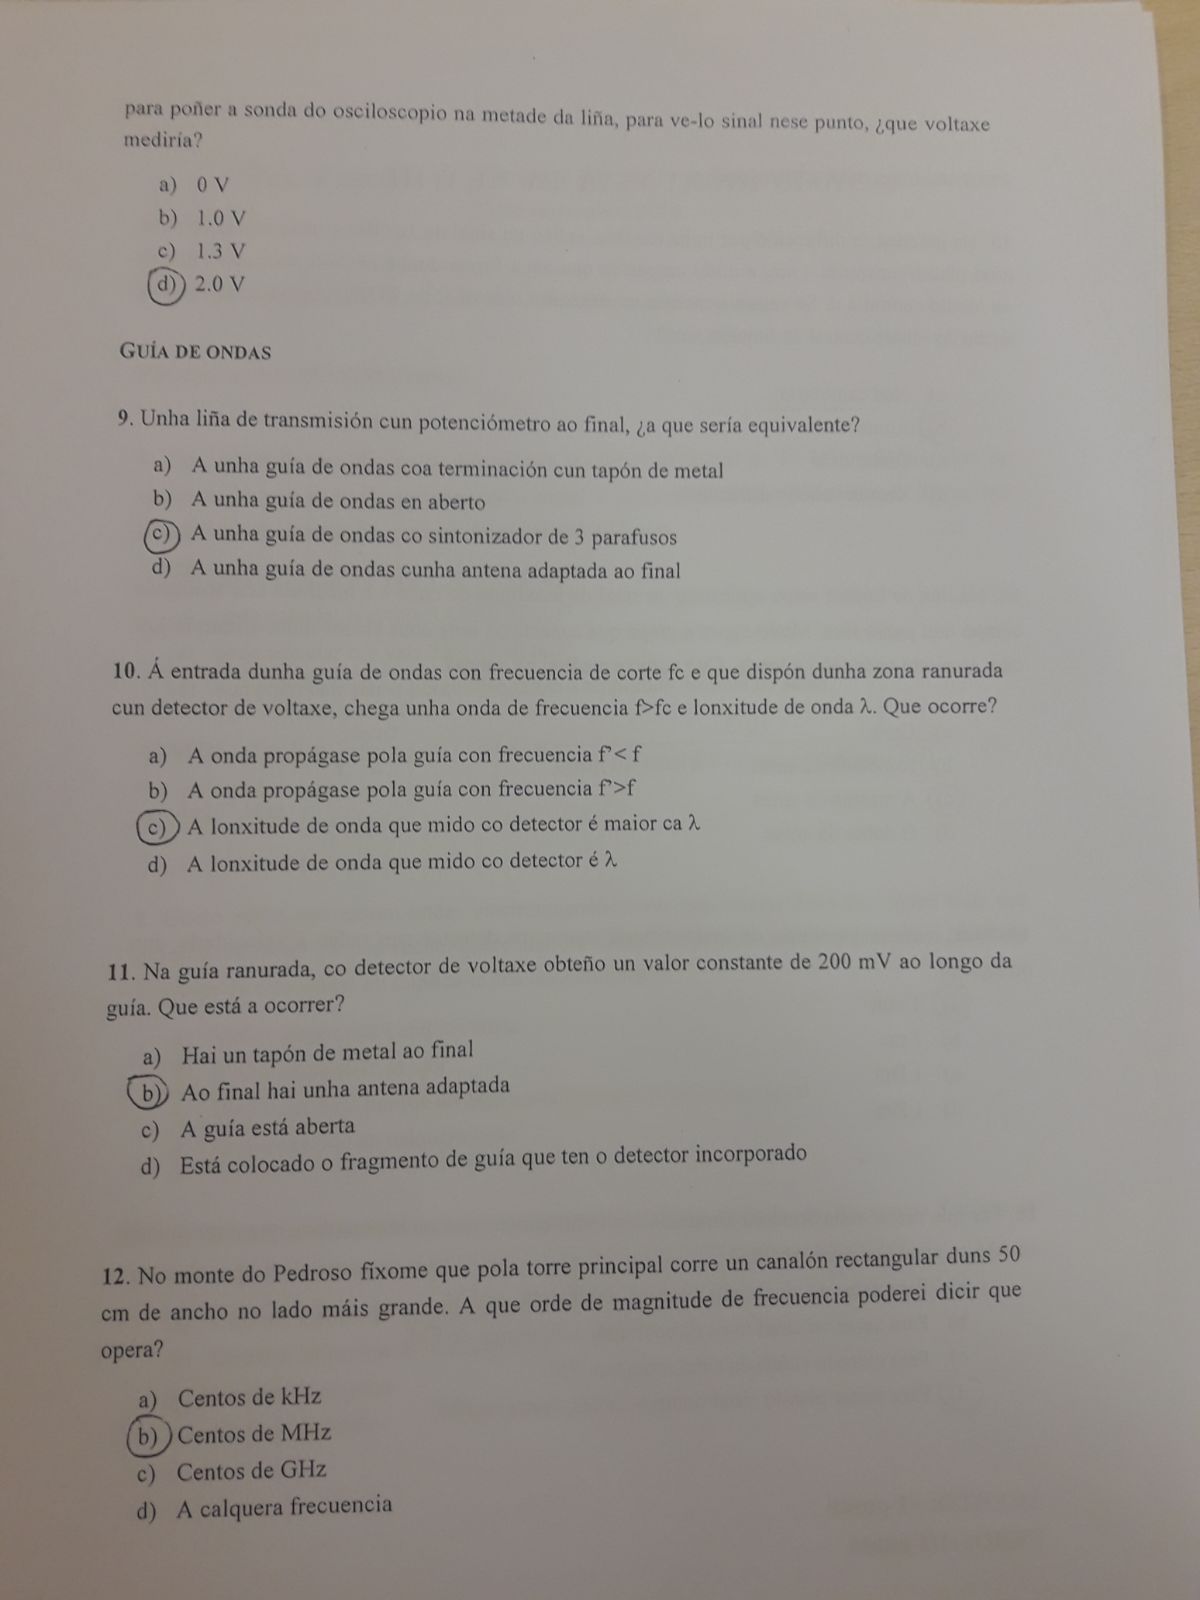 para poñer a sonda do osciloscopio na metade da liña, para ve-lo sinal nese punto, ¿que voltaxe
mediría?
a) 0 V
b) 1.0 V
c) 1.3 V
d) 2.0 V
GUÍA DE ONDAS
9. Unha liña de transmisión cun potenciómetro ao final, ¿a que sería equivalente?
a) A unha guía de ondas coa terminación cun tapón de metal
b) A unha guía de ondas en aberto
c) A unha guía de ondas co sintonizador de 3 parafusos
d) A unha guía de ondas cunha antena adaptada ao final
10. Á entrada dunha guía de ondas con frecuencia de corte fc e que dispón dunha zona ranurada
cun detector de voltaxe, chega unha onda de frecuencia f>fc e lonxitude de onda λ. Que ocorre?
a) A onda propágase pola guía con frecuencia f'< f
b) A onda propágase pola guía con frecuencia f'>f
c) A lonxitude de onda que mido co detector é maior ca λ
d) A lonxitude de onda que mido co detector é λ
11. Na guía ranurada, co detector de voltaxe obteño un valor constante de 200 mV ao longo da
guía. Que está a ocorrer?
a) Hai un tapón de metal ao final
b) Ao final hai unha antena adaptada
c) A guía está aberta
d) Está colocado o fragmento de guía que ten o detector incorporado
12. No monte do Pedroso fíxome que pola torre principal corre un canalón rectangular duns 50
cm de ancho no lado máis grande. A que orde de magnitude de frecuencia poderei dicir que
opera?
a) Centos de kHz
b) Centos de MHz
c) Centos de GHz
d) A calquera frecuencia